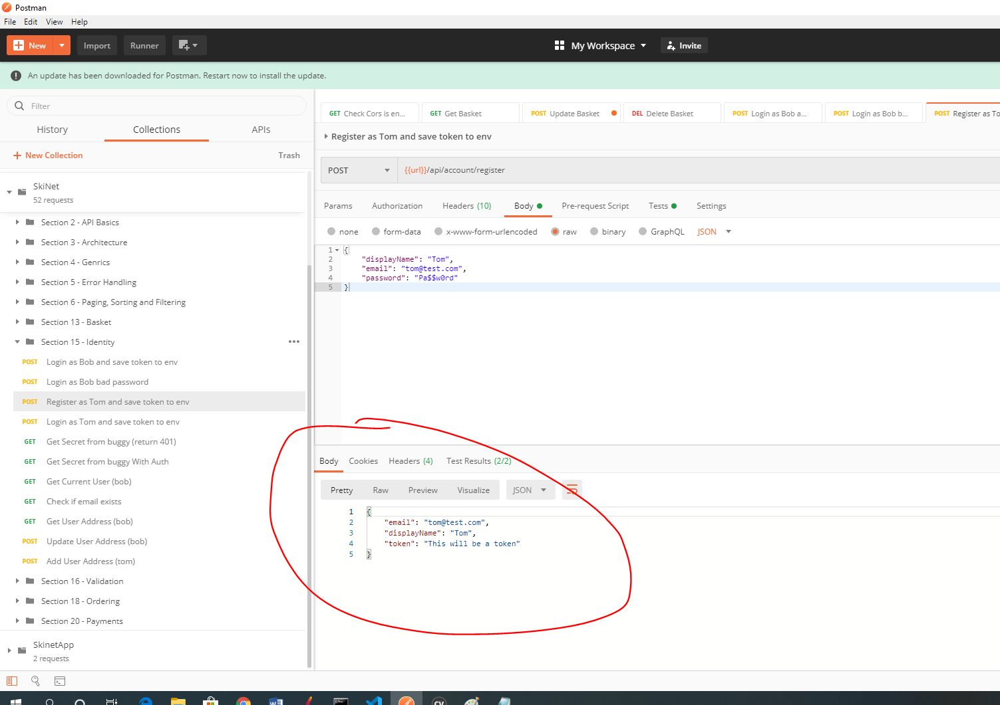 Postman
File Edit View Help
New Import Runner My Workspace Invite
An update has been downloaded for Postman. Restart now to install the update.
Filter
History Collections APIs
New Collection Trash
SkiNet
52 requests
Section 2 - API Basics
Section 3 - Architecture
Section 4 - Genrics
Section 5 - Error Handling
Section 6 - Paging, Sorting and Filtering
Section 13 - Basket
Section 15 - Identity
POST Login as Bob and save token to env
POST Login as Bob bad password
POST Register as Tom and save token to env
POST Login as Tom and save token to env
GET Get Secret from buggy (return 401)
GET Get Secret from buggy With Auth
GET Get Current User (bob)
GET Check if email exists
GET Get User Address (bob)
POST Update User Address (bob)
POST Add User Address (tom)
Section 16 - Validation
Section 18 - Ordering
Section 20 - Payments
SkinetApp
2 requests
GET Check Cors is en... GET Get Basket POST Update Basket DEL Delete Basket POST Login as Bob a... POST Login as Bob b... POST Register as To
Register as Tom and save token to env
POST {{url}}/api/account/register
Params Authorization Headers (10) Body Pre-request Script Tests Settings
none form-data x-www-form-urlencoded raw binary GraphQL JSON
1 {
2 "displayName": "Tom",
3 "email": "tom@test.com",
4 "password": "Pa$$w0rd"
5 }
Body Cookies Headers (4) Test Results (2/2)
Pretty Raw Preview Visualize JSON
1 {
2 "email": "tom@test.com",
3 "displayName": "Tom",
4 "token": "This will be a token"
5 }
CV